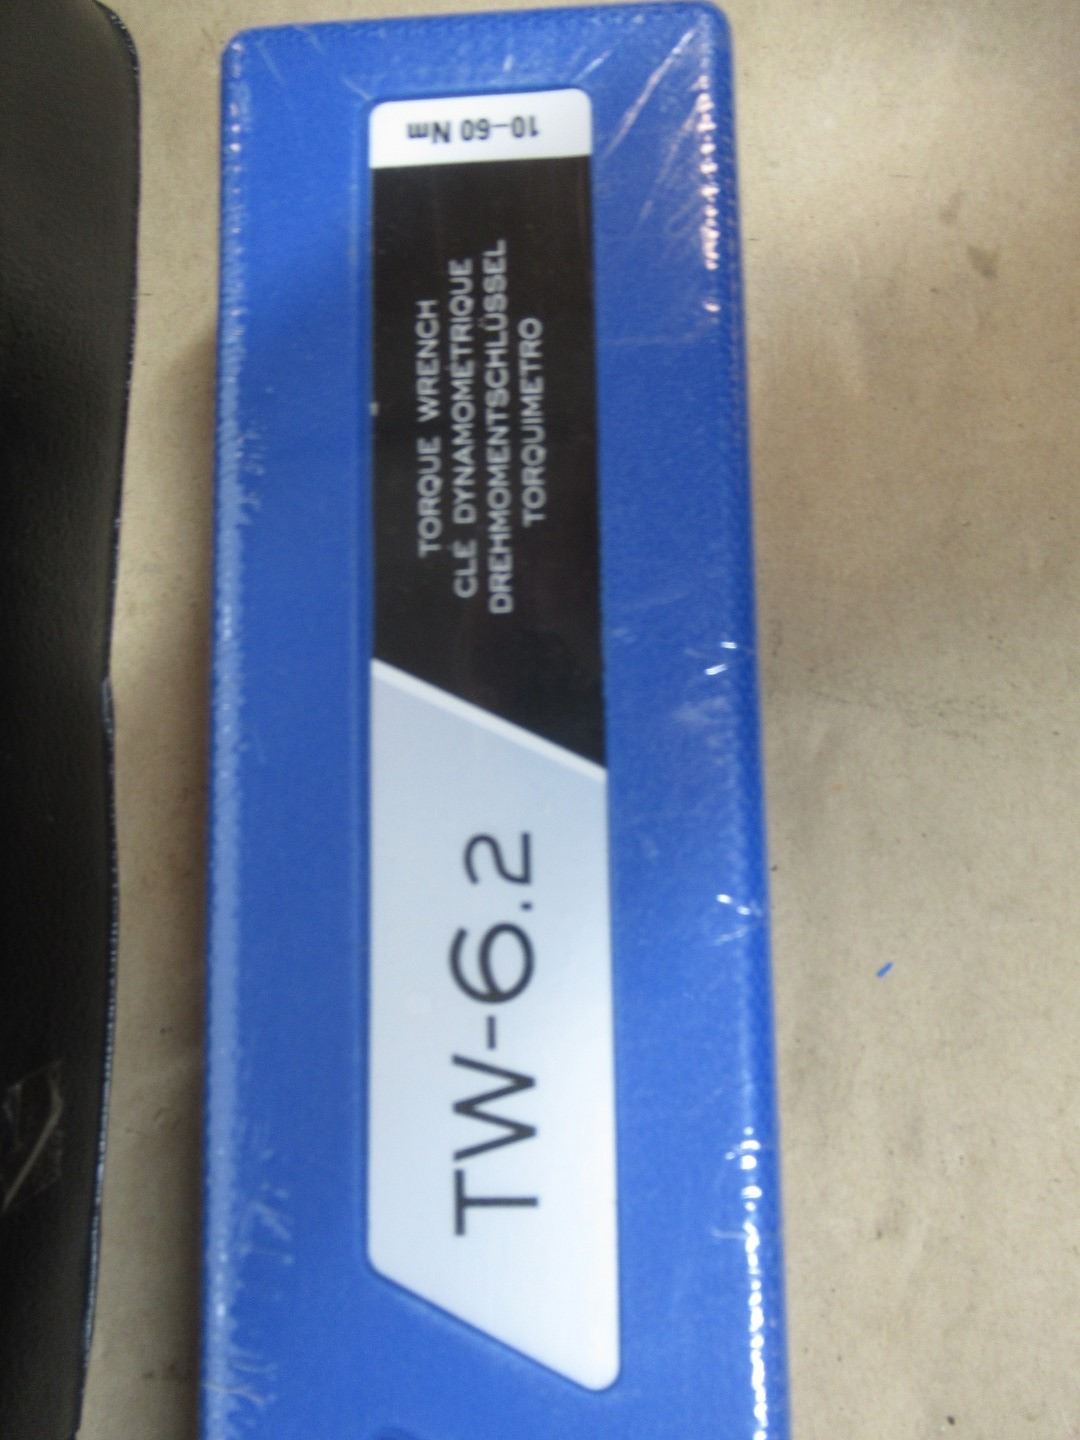 TW-6.2
TORQUE WRENCH
CLÉ DYNAMOMÉTRIQUE
DREHMOMENTSCHLÜSSEL
TORQUIMETRO
10-60 Nm